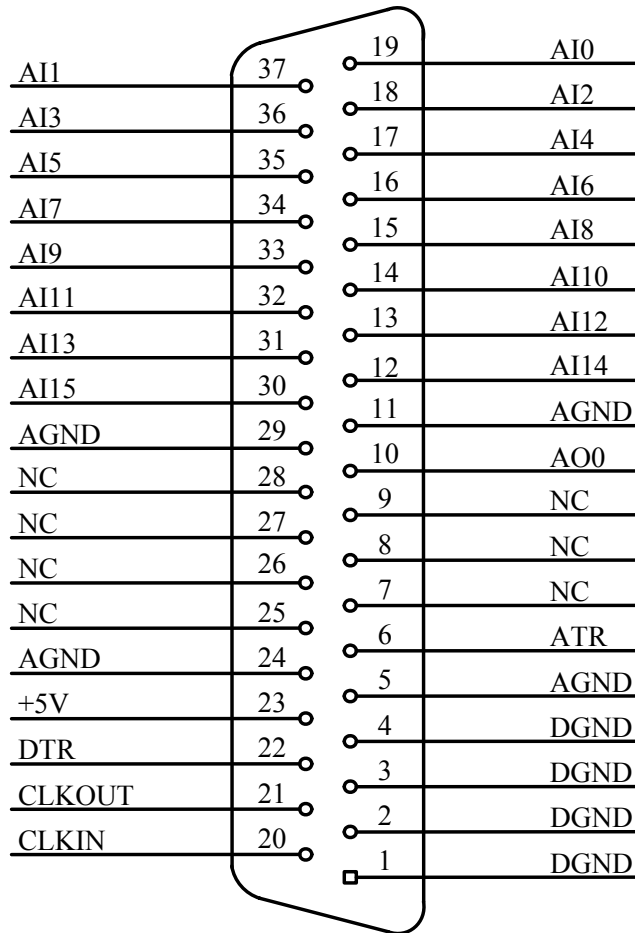 19 AI0
AI1 37
18 AI2
AI3 36
17 AI4
AI5 35
16 AI6
AI7 34
15 AI8
AI9 33
14 AI10
AI11 32
13 AI12
AI13 31
12 AI14
AI15 30
11 AGND
AGND 29
10 AO0
NC 28
9 NC
NC 27
8 NC
NC 26
7 NC
NC 25
6 ATR
AGND 24
5 AGND
+5V 23
4 DGND
DTR 22
3 DGND
CLKOUT 21
2 DGND
CLKIN 20
1 DGND